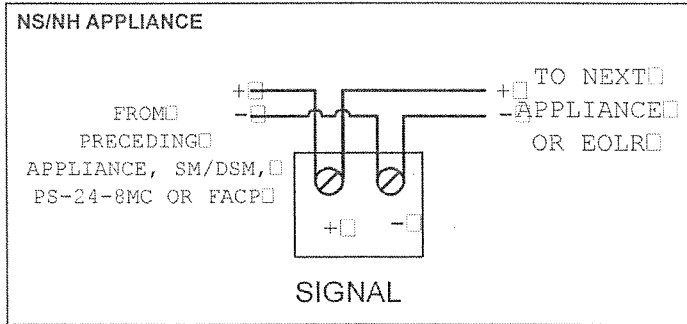 NS/NH APPLIANCE
+
-
FROM
PRECEDING
APPLIANCE, SM/DSM,
PS-24-8MC OR FACP
+
-
TO NEXT
APPLIANCE
OR EOLR
+
-
SIGNAL